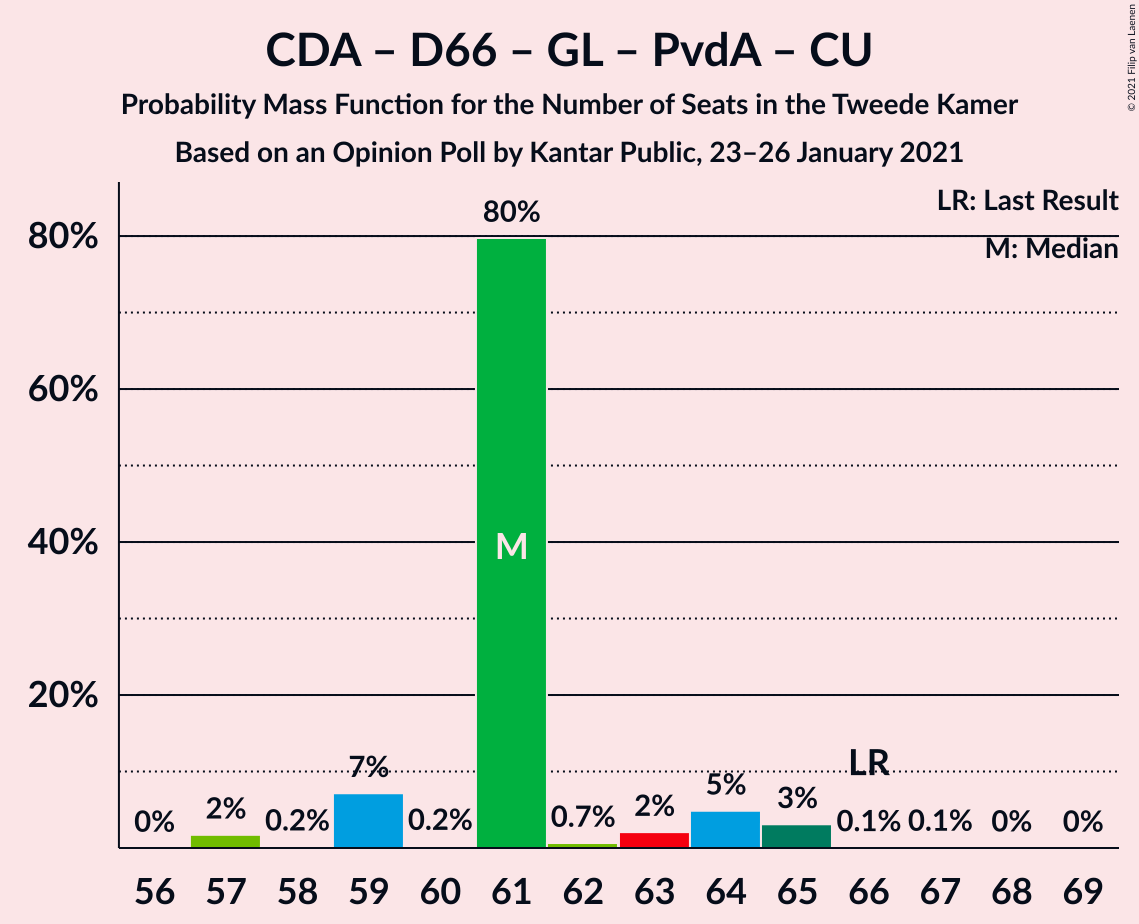 CDA – D66 – GL – PvdA – CU
Probability Mass Function for the Number of Seats in the Tweede Kamer
Based on an Opinion Poll by Kantar Public, 23–26 January 2021
© 2021 Filip van Laenen
LR: Last Result
M: Median
80%
60%
40%
20%
0%
2%
0.2%
7%
0.2%
80%
M
0.7%
2%
5%
3%
LR
0.1%
0.1%
0%
0%
56 57 58 59 60 61 62 63 64 65 66 67 68 69